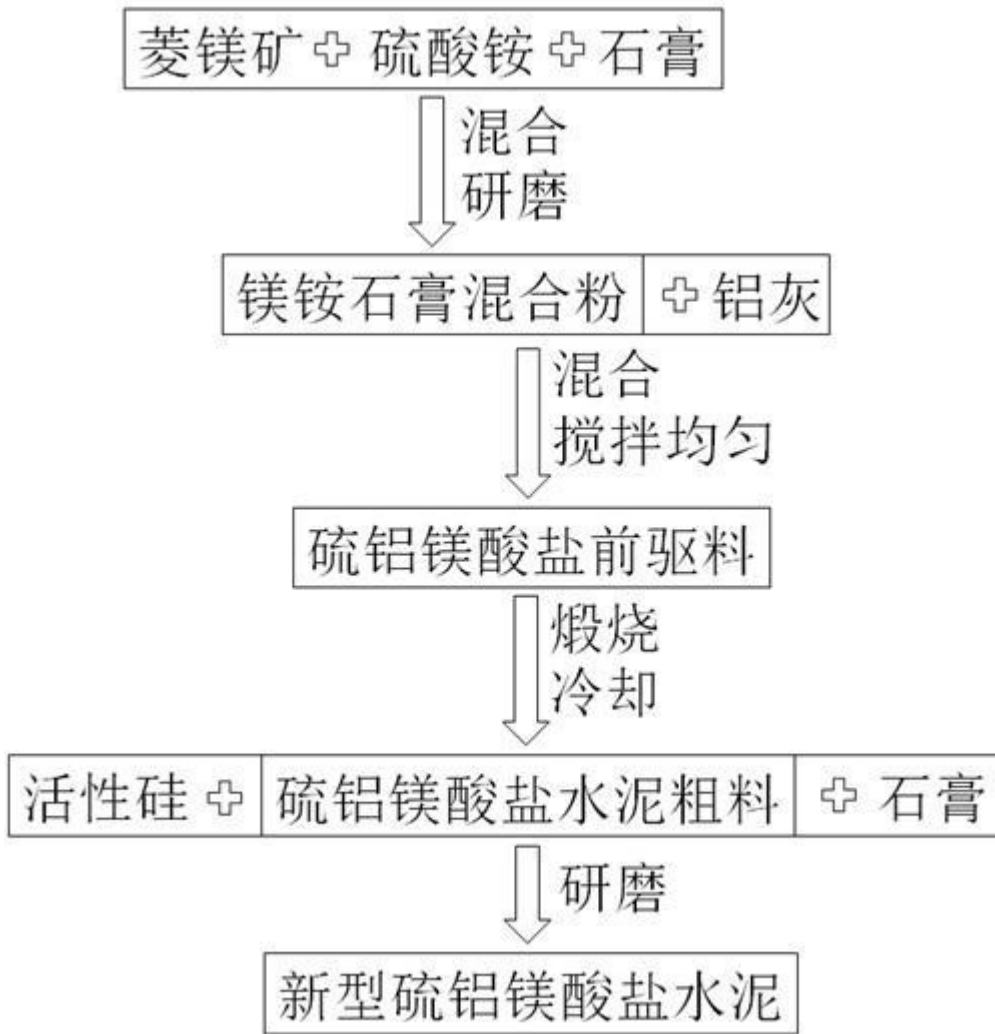 菱镁矿＋硫酸铵＋石膏
混合
研磨
镁铵石膏混合粉 ＋铝灰
混合
搅拌均匀
硫铝镁酸盐前驱料
煅烧
冷却
活性硅＋ 硫铝镁酸盐水泥粗料 ＋石膏
研磨
新型硫铝镁酸盐水泥